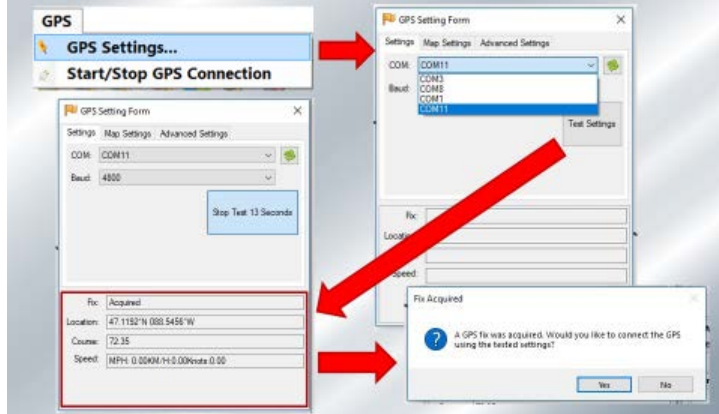 GPS
GPS Settings...
Start/Stop GPS Connection
GPS Setting Form
Settings Map Settings Advanced Settings
COM: COM11
COM3
COM8
COM1
COM11
Baud:
Test Settings
Fix:
Speed:
GPS Setting Form
Settings Map Settings Advanced Settings
COM: COM11
Baud: 4800
Stop Test 13 Seconds
Fix: Acquired
Location: 47.1192°N 088.5456°W
Course: 72.35
Speed: MPH: 0.00KM/H:0.00Knots:0.00
Fix Acquired
A GPS fix was acquired. Would you like to connect the GPS
using the tested settings?
Yes No